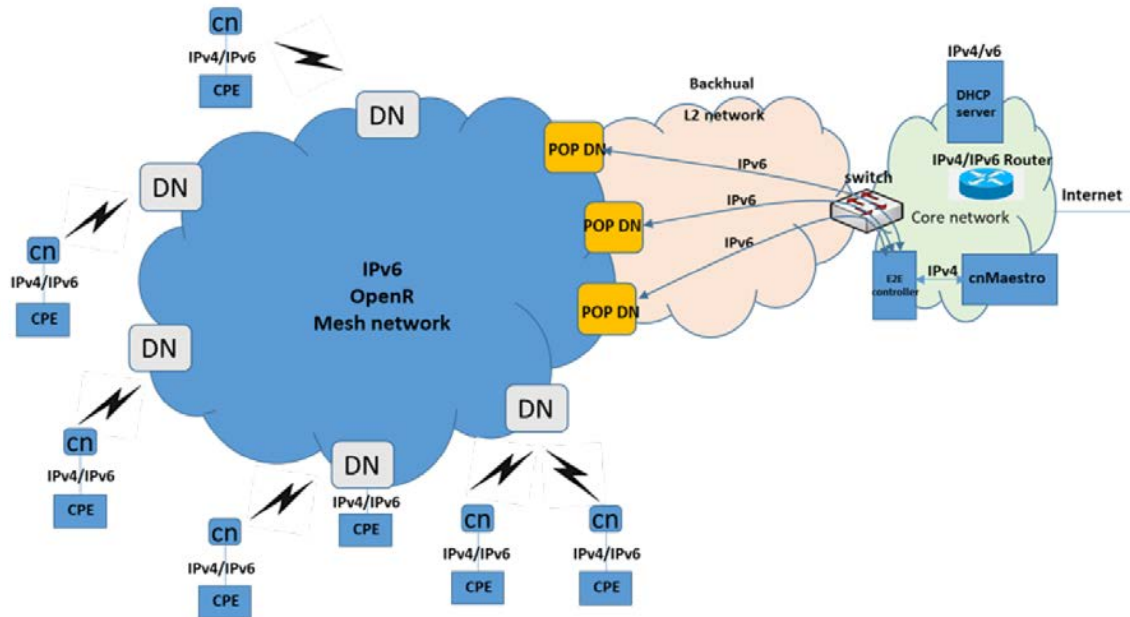 cn
IPv4/IPv6
CPE
DN
DN
cn
IPv4/IPv6
CPE
DN
cn
IPv4/IPv6
CPE
IPv6
OpenR
Mesh network
DN
IPv4/IPv6
CPE
cn
IPv4/IPv6
CPE
DN
cn
IPv4/IPv6
CPE
cn
IPv4/IPv6
CPE
POP DN
POP DN
POP DN
Backhual
L2 network
IPv6
IPv6
IPv6
switch
IPv4/v6
DHCP
server
IPv4/IPv6 Router
Core network
Internet
E2E
controller
IPv4
cnMaestro